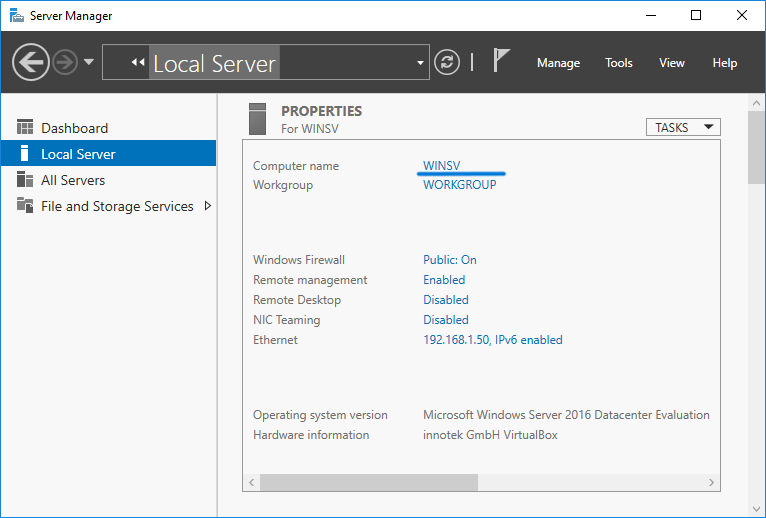 Server Manager
Local Server
Manage Tools View Help
Dashboard
Local Server
All Servers
File and Storage Services
PROPERTIES
For WINSV
TASKS
Computer name WINSV
Workgroup WORKGROUP
Windows Firewall Public: On
Remote management Enabled
Remote Desktop Disabled
NIC Teaming Disabled
Ethernet 192.168.1.50, IPv6 enabled
Operating system version Microsoft Windows Server 2016 Datacenter Evaluation
Hardware information innotek GmbH VirtualBox